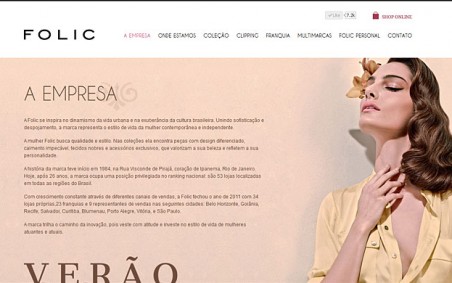 7.2k
SHOP ONLINE
FOLIC
A EMPRESA ONDE ESTAMOS COLEÇÃO CLIPPING FRANQUIA MULTIMARCAS FOLIC PERSONAL CONTATO
A EMPRESA
A Folic se inspira no dinamismo da vida urbana e na exuberância da cultura brasileira. Unindo sofisticação e
despojamento, a marca representa o estilo de vida da mulher contemporânea e independente.
A mulher Folic busca qualidade e estilo. Nas coleções ela encontra peças com design diferenciado,
caimento impecável, tecidos nobres e acessórios exclusivos, que valorizam a sua beleza e refletem a sua
personalidade.
A história da marca teve início em 1984, na Rua Visconde de Pirajá, coração de Ipanema, Rio de Janeiro.
Hoje, após 28 anos, a marca ocupa uma posição privilegiada no ranking nacional: são 53 lojas localizadas
em todas as regiões do Brasil.
Com crescimento constante através de diferentes canais de vendas, a Folic fechou o ano de 2011 com 24
lojas próprias,25 franquias e 9 representantes de vendas nas seguintes cidades: Belo Horizonte, Goiânia,
Recife, Salvador, Curitiba, Blumenau, Porto Alegre, Vitória, e São Paulo.
A marca trilha o caminho da inovação, pois veste com atitude e investe no estilo de vida de mulheres
atuantes e atuais.
VERÃO